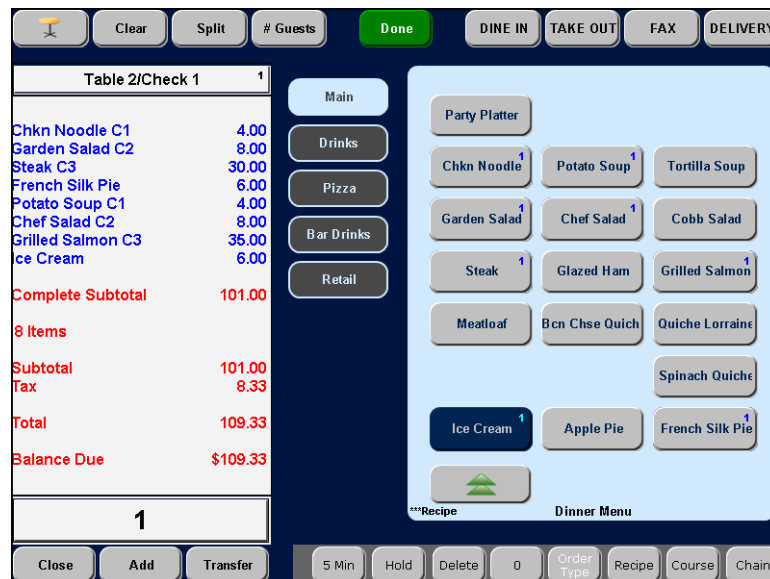 Clear Split # Guests Done DINE IN TAKE OUT FAX DELIVERY
Table 2/Check 1 1
Chkn Noodle C1 4.00
Garden Salad C2 8.00
Steak C3 30.00
French Silk Pie 6.00
Potato Soup C1 4.00
Chef Salad C2 8.00
Grilled Salmon C3 35.00
Ice Cream 6.00
Complete Subtotal 101.00
8 Items
Subtotal 101.00
Tax 8.33
Total 109.33
Balance Due $109.33
1
Close Add Transfer
Main
Drinks
Pizza
Bar Drinks
Retail
Party Platter
Chkn Noodle 1 Potato Soup 1 Tortilla Soup
Garden Salad 1 Chef Salad 1 Cobb Salad
Steak 1 Glazed Ham Grilled Salmon 1
Meatloaf Bcn Chse Quich Quiche Lorraine
Spinach Quiche
Ice Cream 1 Apple Pie French Silk Pie 1
***Recipe Dinner Menu
5 Min Hold Delete 0 Order Type Recipe Course Chain